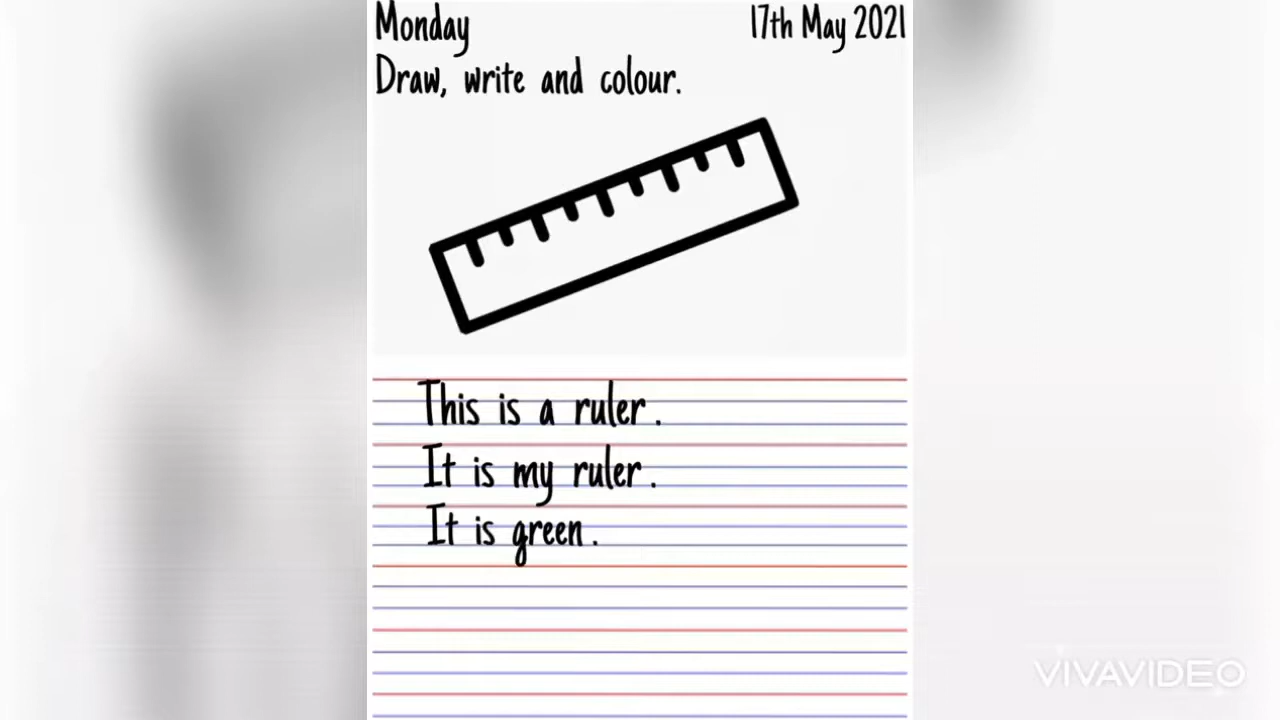 Monday 17th May 2021
Draw, write and colour.
This is a ruler.
It is my ruler.
It is green.
VIVAVIDEO